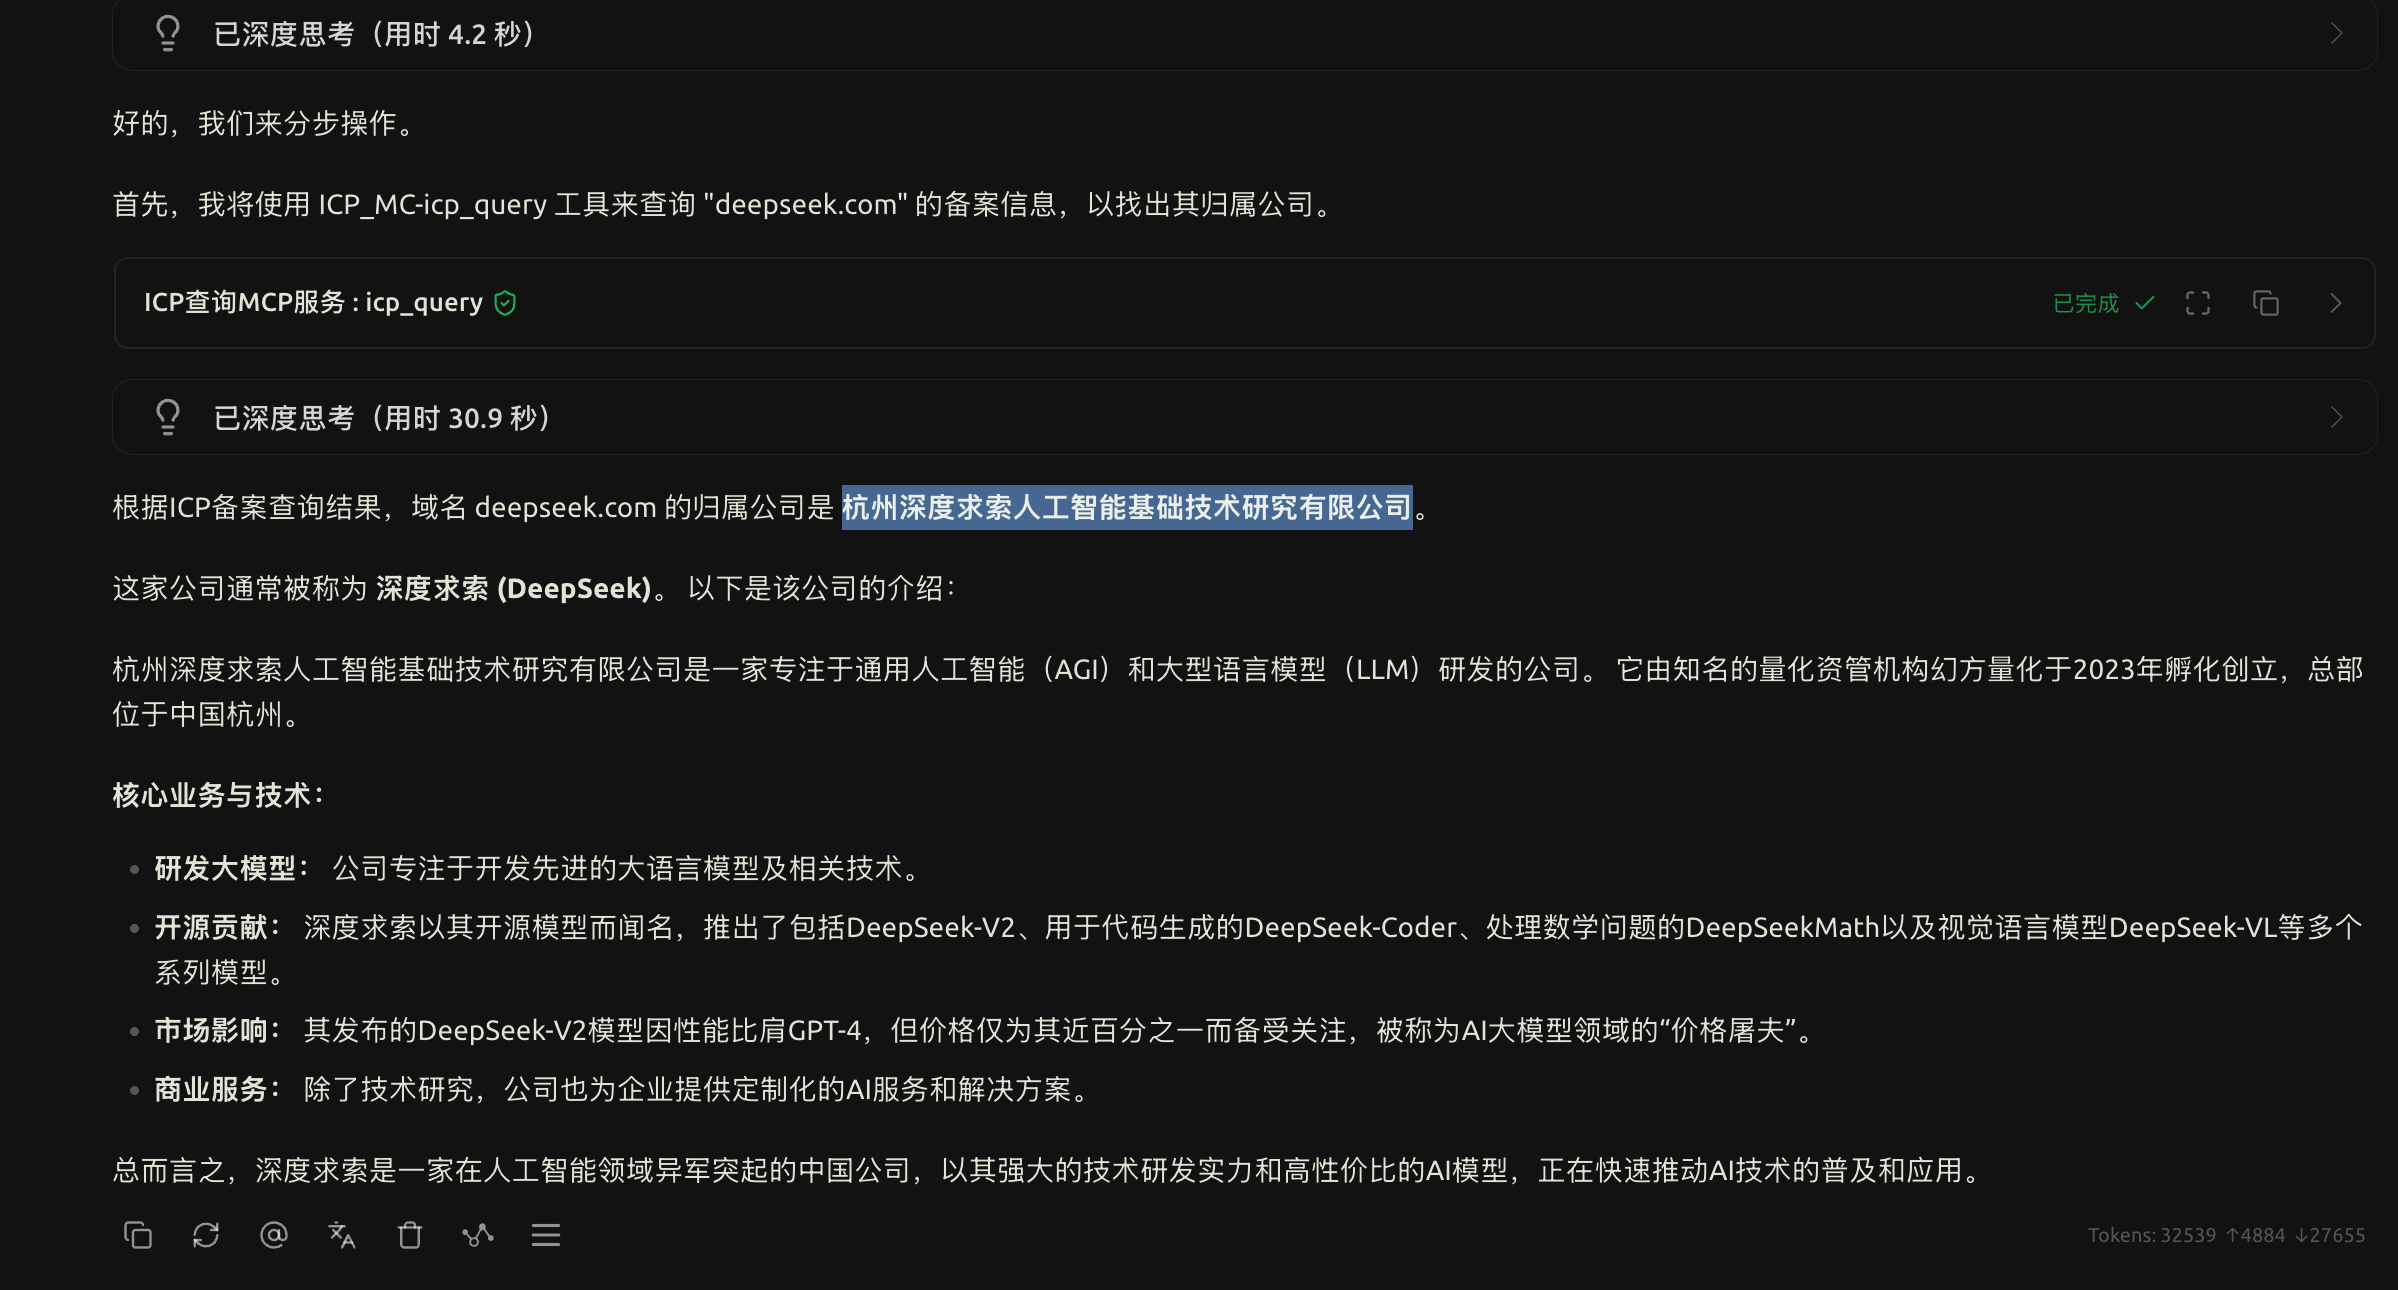 已深度思考（用时 4.2 秒）
好的，我们来分步操作。
首先，我将使用 ICP_MC-icp_query 工具来查询 "deepseek.com" 的备案信息，以找出其归属公司。
ICP查询MCP服务 : icp_query
已完成
已深度思考（用时 30.9 秒）
根据ICP备案查询结果，域名 deepseek.com 的归属公司是 杭州深度求索人工智能基础技术研究有限公司。
这家公司通常被称为 深度求索 (DeepSeek)。 以下是该公司的介绍：
杭州深度求索人工智能基础技术研究有限公司是一家专注于通用人工智能（AGI）和大型语言模型（LLM）研发的公司。 它由知名的量化资管机构幻方量化于2023年孵化创立，总部
位于中国杭州。
核心业务与技术：
研发大模型： 公司专注于开发先进的大语言模型及相关技术。
开源贡献： 深度求索以其开源模型而闻名，推出了包括DeepSeek-V2、用于代码生成的DeepSeek-Coder、处理数学问题的DeepSeekMath以及视觉语言模型DeepSeek-VL等多个
系列模型。
市场影响： 其发布的DeepSeek-V2模型因性能比肩GPT-4，但价格仅为其近百分之一而备受关注，被称为AI大模型领域的“价格屠夫”。
商业服务： 除了技术研究，公司也为企业提供定制化的AI服务和解决方案。
总而言之，深度求索是一家在人工智能领域异军突起的中国公司，以其强大的技术研发实力和高性价比的AI模型，正在快速推动AI技术的普及和应用。
Tokens: 32539 ↑4884 ↓27655